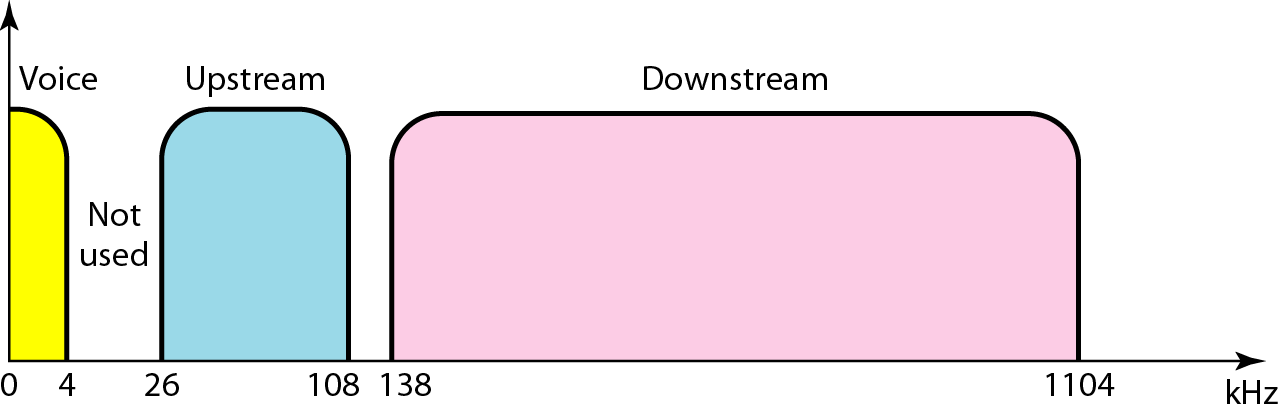 Voice
Upstream
Downstream
Not
used
0
4
26
108
138
1104
kHz